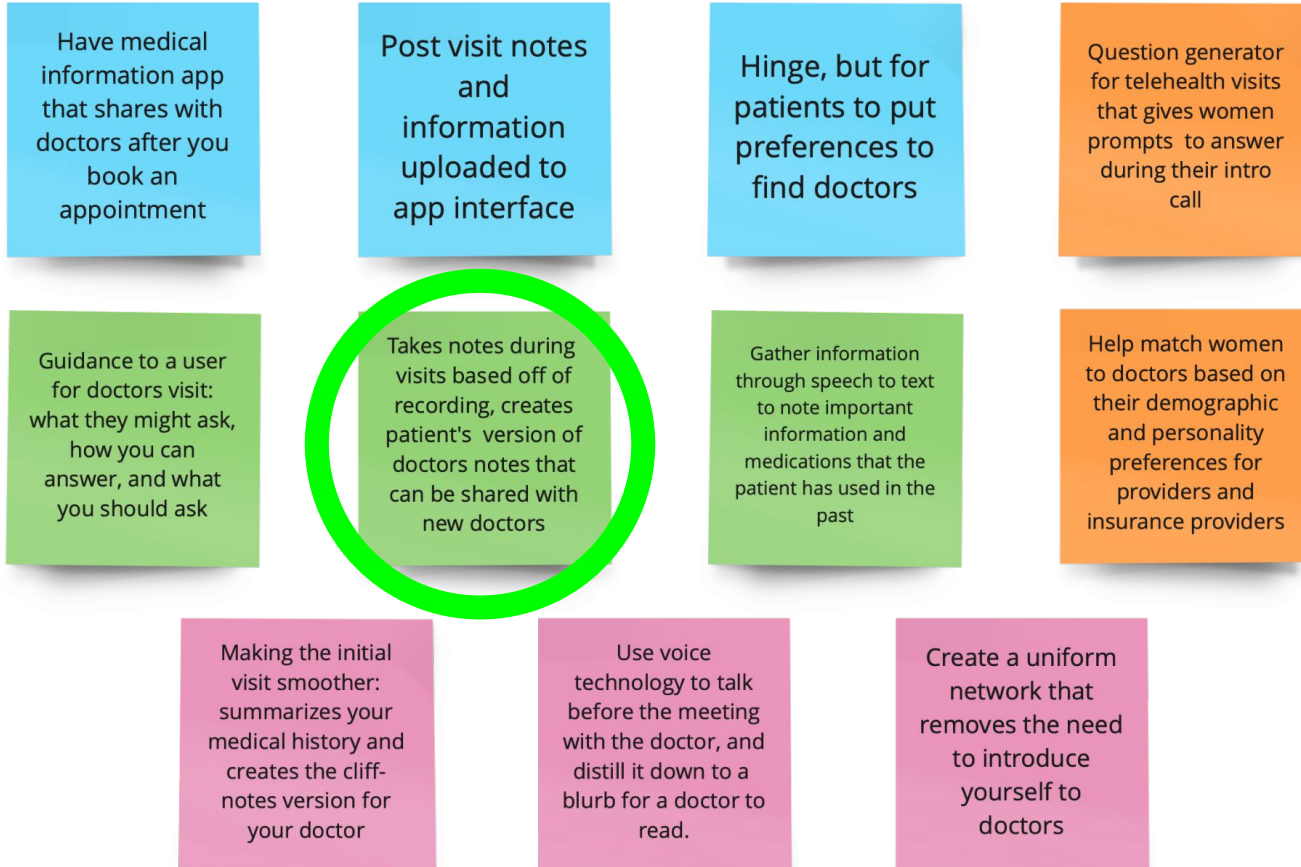 Have medical
information app
that shares with
doctors after you
book an
appointment
Post visit notes
and
information
uploaded to
app interface
Hinge, but for
patients to put
preferences to
find doctors
Question generator
for telehealth visits
that gives women
prompts to answer
during their intro
call
Guidance to a user
for doctors visit:
what they might ask,
how you can
answer, and what
you should ask
Takes notes during
visits based off of
recording, creates
patient's version of
doctors notes that
can be shared with
new doctors
Gather information
through speech to text
to note important
information and
medications that the
patient has used in the
past
Help match women
to doctors based on
their demographic
and personality
preferences for
providers and
insurance providers
Making the initial
visit smoother:
summarizes your
medical history and
creates the cliff-
notes version for
your doctor
Use voice
technology to talk
before the meeting
with the doctor, and
distill it down to a
blurb for a doctor to
read.
Create a uniform
network that
removes the need
to introduce
yourself to
doctors